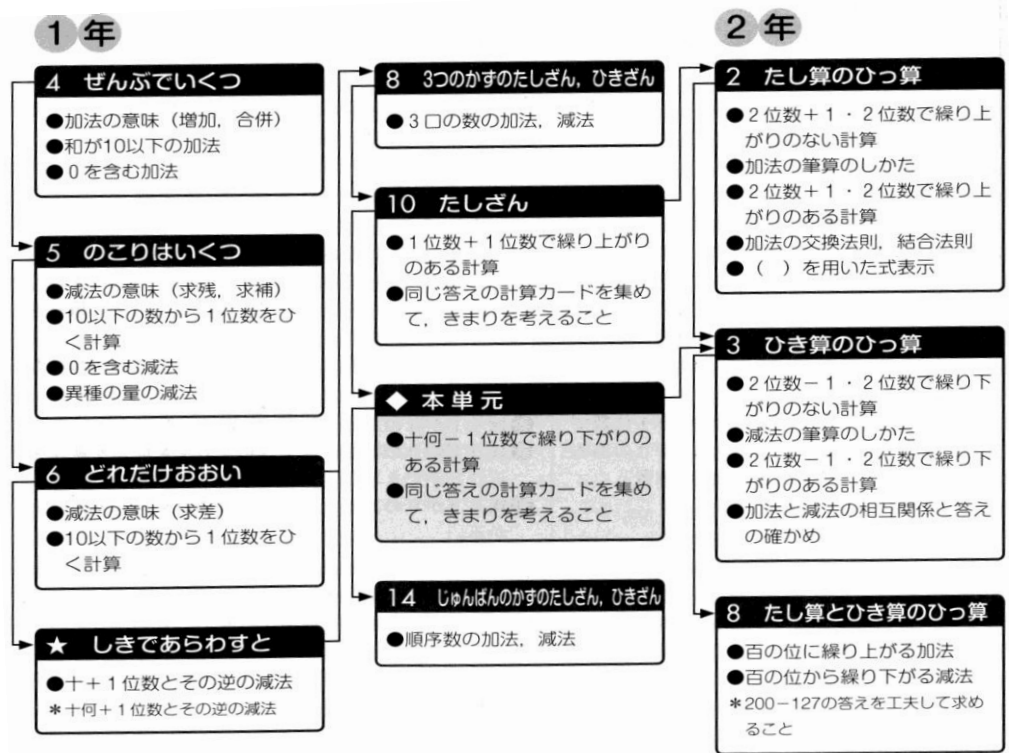 1年
4 ぜんぶでいくつ
●加法の意味（増加，合併）
●和が10以下の加法
●0を含む加法
5 のこりはいくつ
●減法の意味（求残，求補）
●10以下の数から1位数をひ
く計算
●0を含む減法
●異種の量の減法
6 どれだけおおい
●減法の意味（求差）
●10以下の数から1位数をひ
く計算
★ しきであらわすと
●十＋1位数とその逆の減法
＊十何＋1位数とその逆の減法
8 3つのかずのたしざん，ひきざん
●3口の数の加法，減法
10 たしざん
●1位数＋1位数で繰り上がり
のある計算
●同じ答えの計算カードを集め
て，きまりを考えること
◆ 本単元
●十何－1位数で繰り下がりの
ある計算
●同じ答えの計算カードを集め
て，きまりを考えること
14 じゅんばんのかずのたしざん，ひきざん
●順序数の加法，減法
2年
2 たし算のひっ算
●2位数＋1・2位数で繰り上
がりのない計算
●加法の筆算のしかた
●2位数＋1・2位数で繰り上
がりのある計算
●加法の交換法則，結合法則
●（ ）を用いた式表示
3 ひき算のひっ算
●2位数－1・2位数で繰り下
がりのない計算
●減法の筆算のしかた
●2位数－1・2位数で繰り下
がりのある計算
●加法と減法の相互関係と答え
の確かめ
8 たし算とひき算のひっ算
●百の位に繰り上がる加法
●百の位から繰り下がる減法
＊200－127の答えを工夫して求め
ること